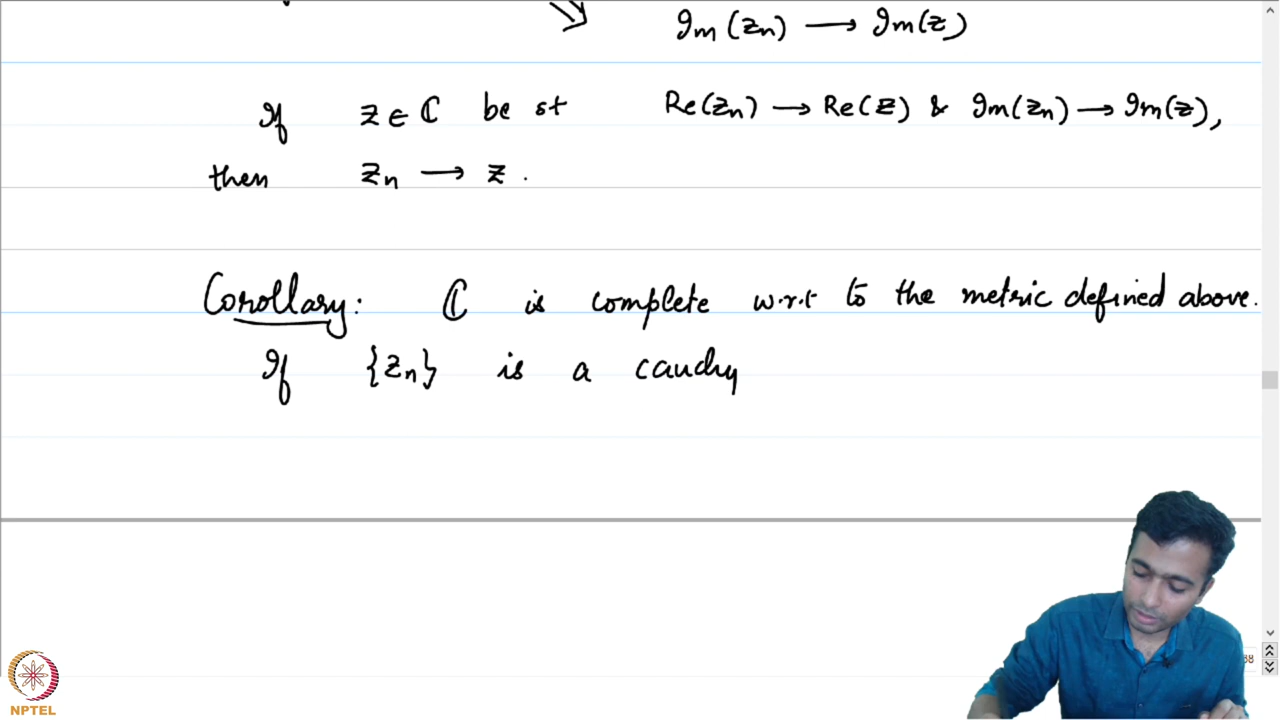 Im(zn) → Im(z)
If z ∈ ℂ be st Re(zn) → Re(z) & Im(zn) → Im(z),
then zn → z .
Corollary: ℂ is complete w.r.t to the metric defined above.
If {zn} is a cauchy
NPTEL